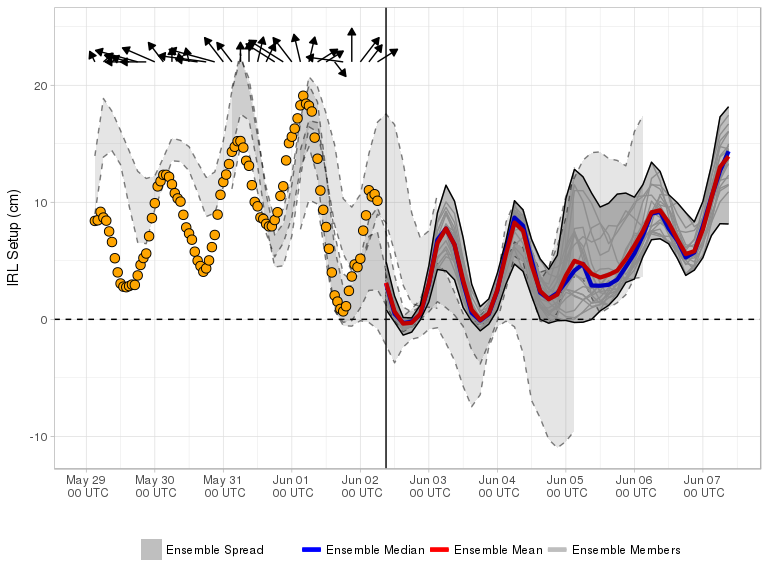 IRL Setup (cm)
20
10
0
-10
May 29 May 30 May 31 Jun 01 Jun 02 Jun 03 Jun 04 Jun 05 Jun 06 Jun 07
00 UTC 00 UTC 00 UTC 00 UTC 00 UTC 00 UTC 00 UTC 00 UTC 00 UTC 00 UTC
Ensemble Spread Ensemble Median Ensemble Mean Ensemble Members